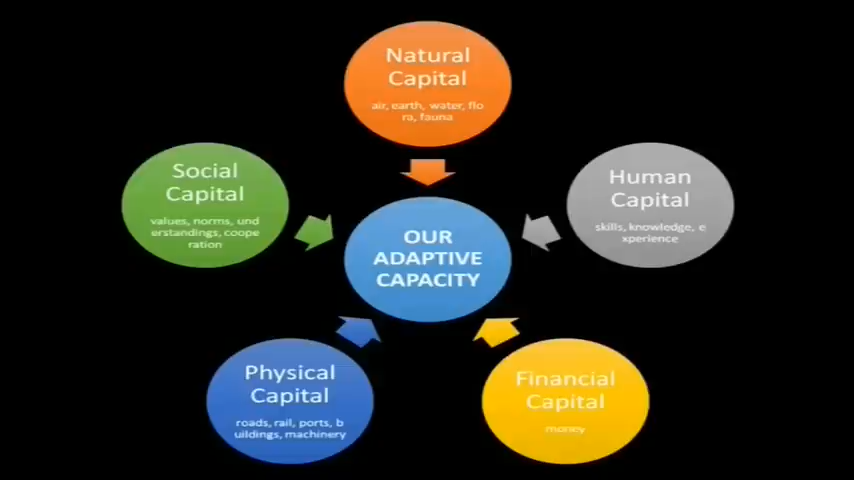 Natural
Capital
air, earth, water, flo
ra, fauna
Social
Capital
values, norms, und
erstandings, coope
ration
Human
Capital
skills, knowledge, e
xperience
OUR
ADAPTIVE
CAPACITY
Physical
Capital
roads, rail, ports, b
uildings, machinery
Financial
Capital
money